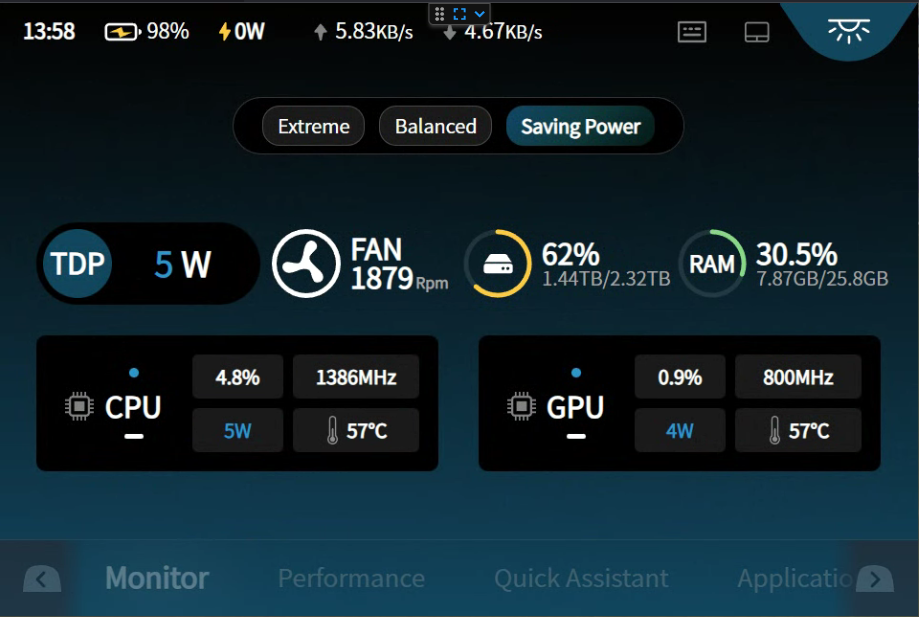 13:58 98% 0W 5.83KB/s 4.67KB/s
Extreme Balanced Saving Power
TDP 5 W
FAN
1879 Rpm
62%
1.44TB/2.32TB
RAM
30.5%
7.87GB/25.8GB
CPU
4.8% 1386MHz
5W 57°C
GPU
0.9% 800MHz
4W 57°C
Monitor Performance Quick Assistant Applicatio